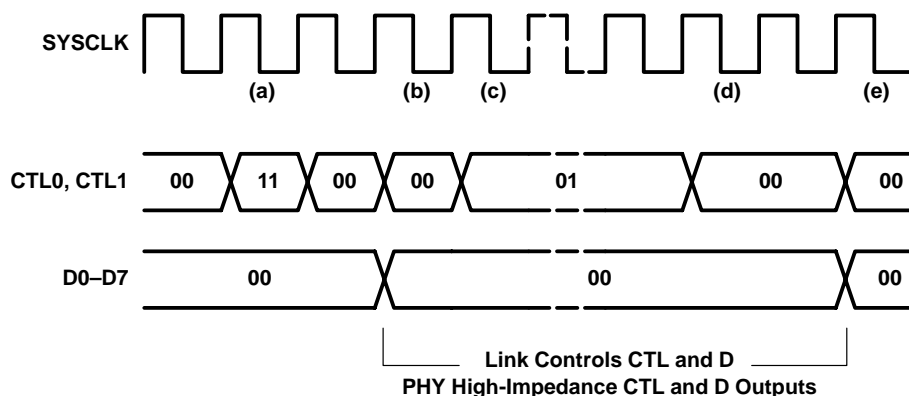 SYSCLK
(a) (b) (c) (d) (e)
CTL0, CTL1 00 11 00 00 01 00 00
D0–D7 00 00 00
Link Controls CTL and D
PHY High-Impedance CTL and D Outputs